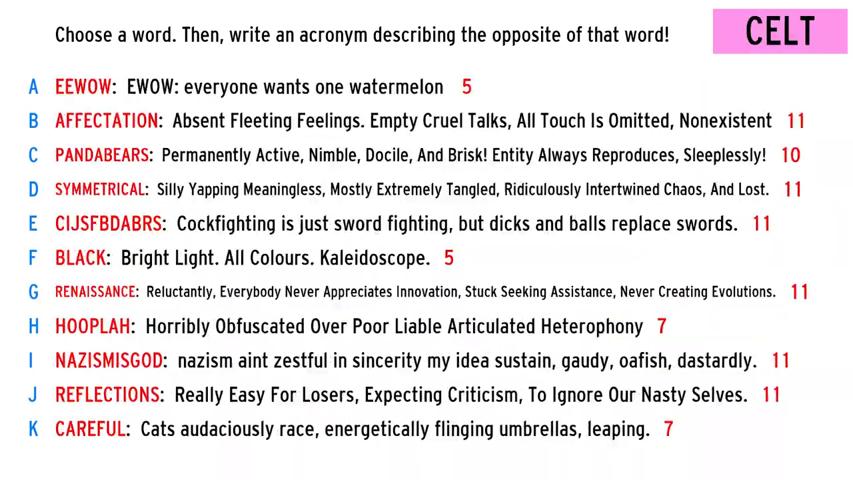 Choose a word. Then, write an acronym describing the opposite of that word!
CELT
A EEWOW: EWOW: everyone wants one watermelon 5
B AFFECTATION: Absent Fleeting Feelings. Empty Cruel Talks, All Touch Is Omitted, Nonexistent 11
C PANDABEARS: Permanently Active, Nimble, Docile, And Brisk! Entity Always Reproduces, Sleeplessly! 10
D SYMMETRICAL: Silly Yapping Meaningless, Mostly Extremely Tangled, Ridiculously Intertwined Chaos, And Lost. 11
E CIJSFBDABRS: Cockfighting is just sword fighting, but dicks and balls replace swords. 11
F BLACK: Bright Light. All Colours. Kaleidoscope. 5
G RENAISSANCE: Reluctantly, Everybody Never Appreciates Innovation, Stuck Seeking Assistance, Never Creating Evolutions. 11
H HOOPLAH: Horribly Obfuscated Over Poor Liable Articulated Heterophony 7
I NAZISMISGOD: nazism aint zestful in sincerity my idea sustain, gaudy, oafish, dastardly. 11
J REFLECTIONS: Really Easy For Losers, Expecting Criticism, To Ignore Our Nasty Selves. 11
K CAREFUL: Cats audaciously race, energetically flinging umbrellas, leaping. 7